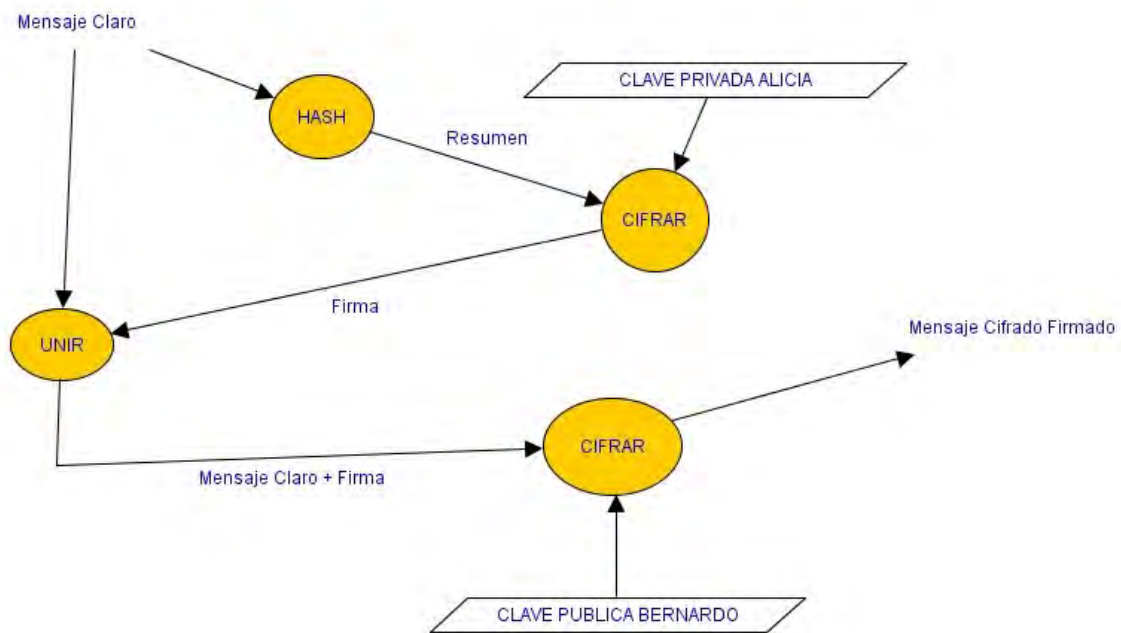 Mensaje Claro
CLAVE PRIVADA ALICIA
HASH
Resumen
CIFRAR
Firma
Mensaje Cifrado Firmado
UNIR
CIFRAR
Mensaje Claro + Firma
CLAVE PUBLICA BERNARDO